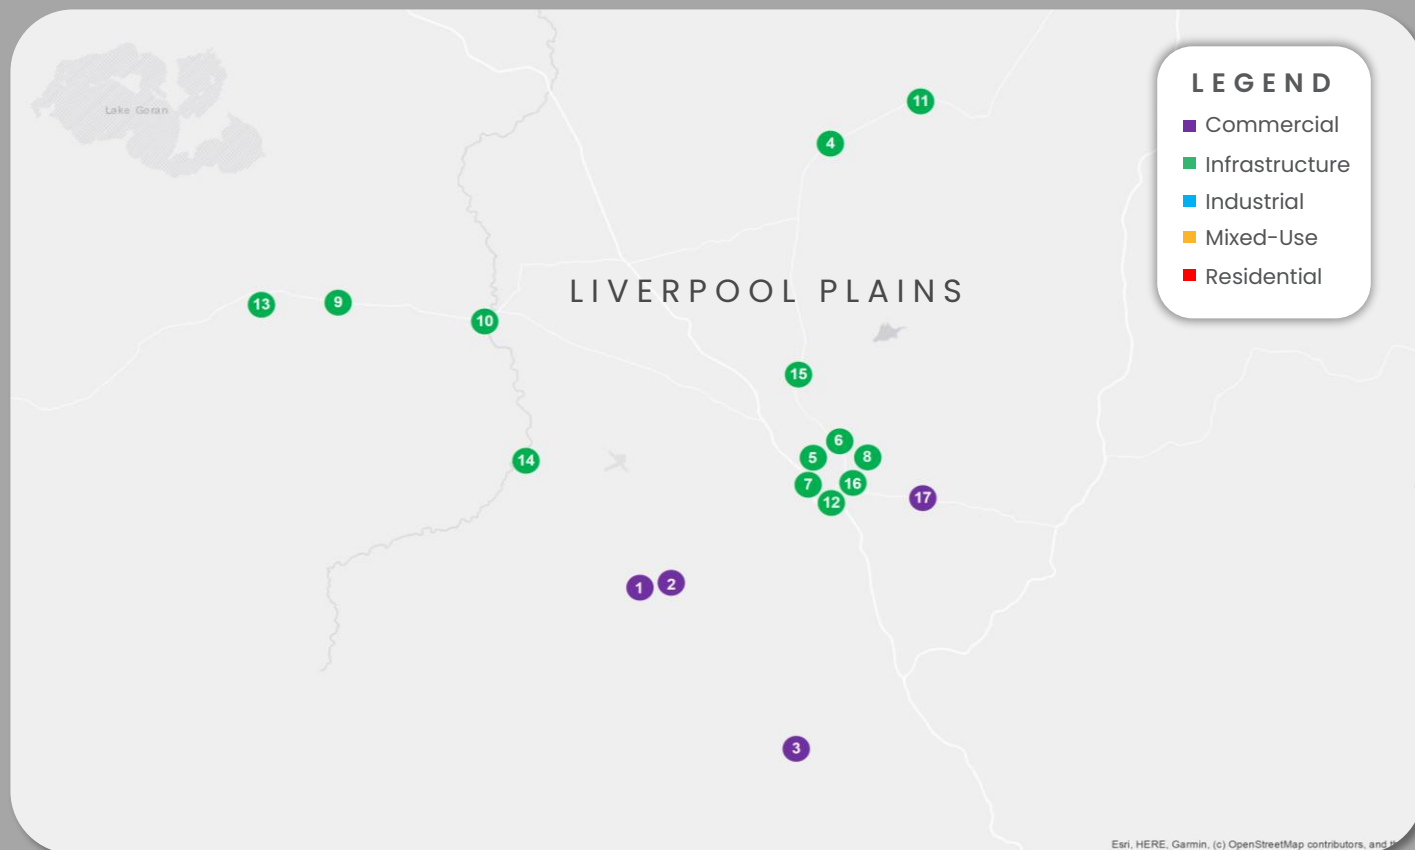 Lake Goran
LEGEND
Commercial
Infrastructure
Industrial
Mixed-Use
Residential
11
4
LIVERPOOL PLAINS
13
9
10
15
6
5
8
14
7
16
12
17
1
2
3
Esri, HERE, Garmin, (c) OpenStreetMap contributors, and